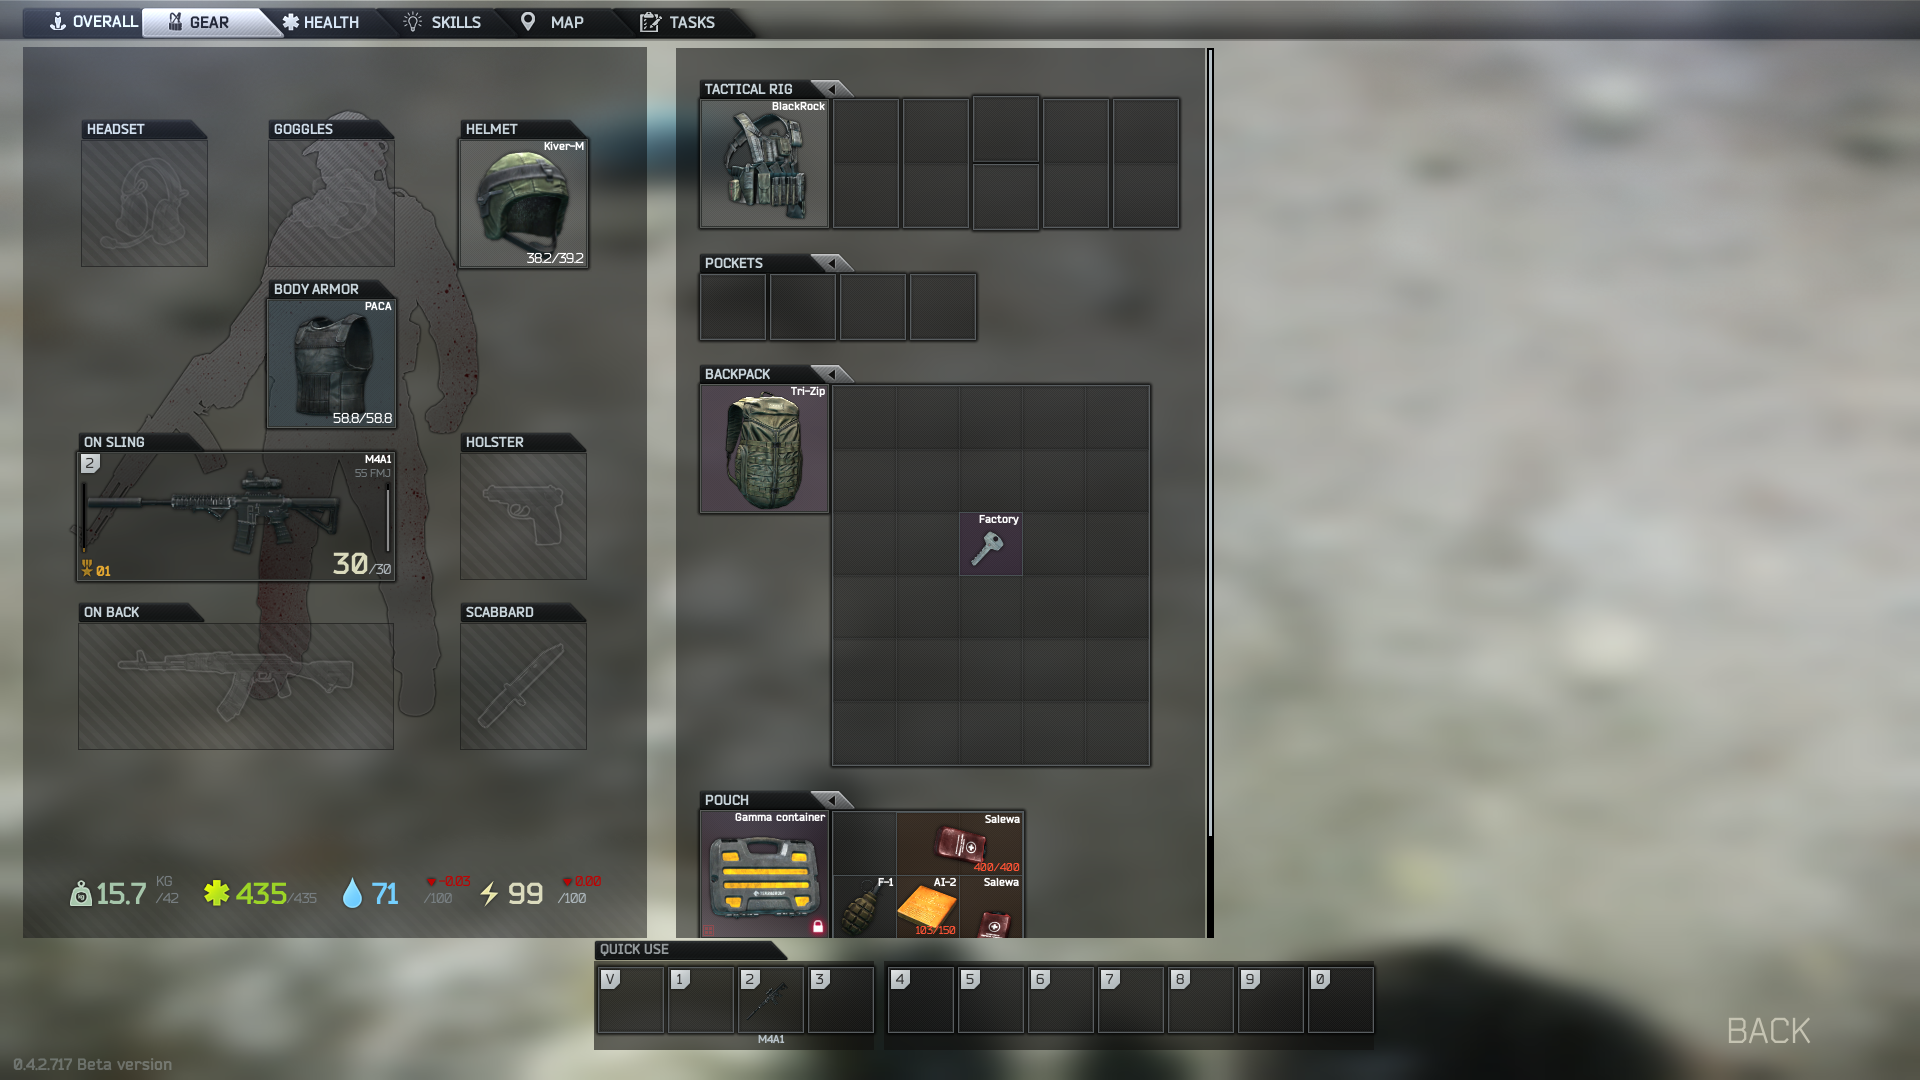 OVERALL
GEAR
HEALTH
SKILLS
MAP
TASKS
HEADSET
GOGGLES
HELMET
Kiver-M
38.2/39.2
BODY ARMOR
PACA
58.8/58.8
ON SLING
2
M4A1
55 FMJ
01
30/30
HOLSTER
ON BACK
SCABBARD
15.7
KG
/42
435/435
71
-0.03
/100
99
0.00
/100
TACTICAL RIG
BlackRock
POCKETS
BACKPACK
Tri-Zip
Factory
POUCH
Gamma container
Salewa
400/400
F-1
AI-2
103/150
Salewa
QUICK USE
V
1
2
3
4
5
6
7
8
9
0
M4A1
BACK
0.4.2.717 Beta version